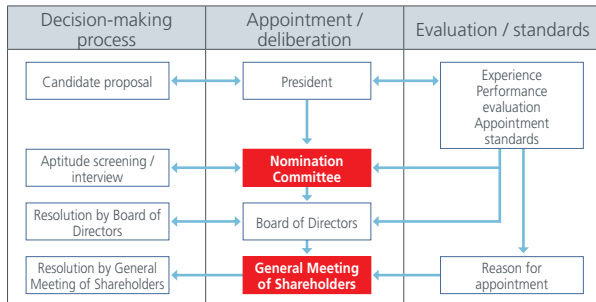 Decision-making
process
Appointment /
deliberation
Evaluation / standards
Candidate proposal
President
Experience
Performance
evaluation
Appointment
standards
Aptitude screening /
interview
Nomination
Committee
Resolution by Board of
Directors
Board of Directors
Resolution by General
Meeting of Shareholders
General Meeting
of Shareholders
Reason for
appointment